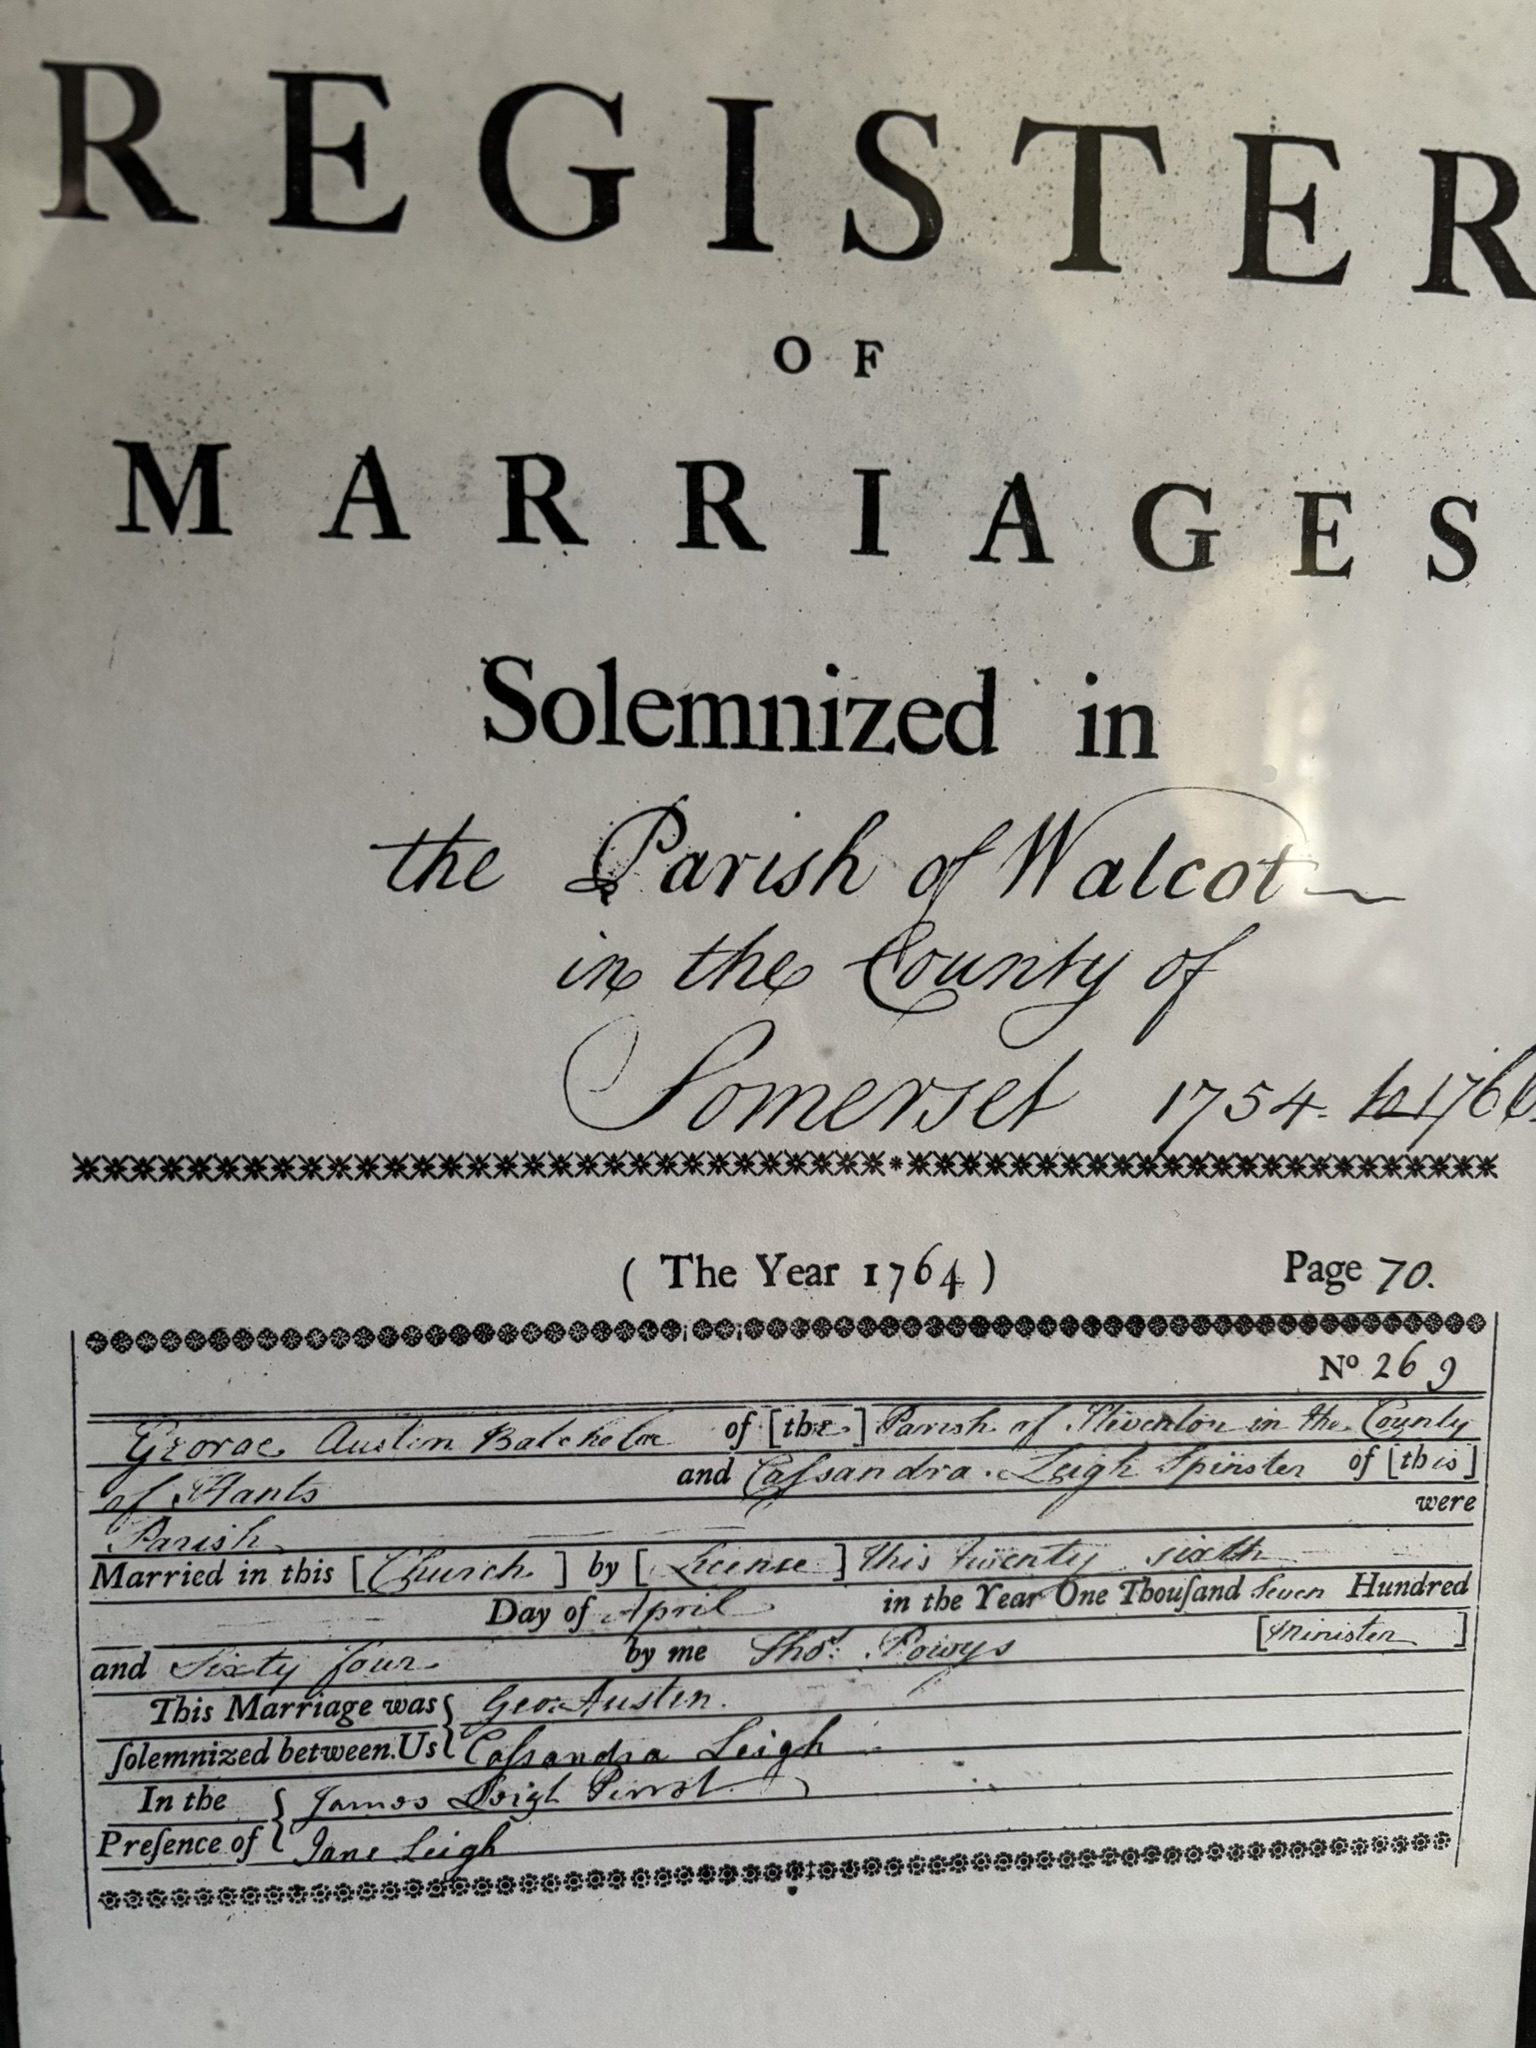 REGISTER
OF
MARRIAGES
Solemnized in
the Parish of Walcot
in the County of
Somerset 1754. to 1766.
( The Year 1764 ) Page 70.
No 269
George Austin Batchelor of [the] Parish of Steventon in the County
of Hants and Caſsandra Leigh Spinster of [this]
Parish were
Married in this [Church] by [License] this twenty sixth
Day of April in the Year One Thouſand Seven Hundred
and Sixty four by me Thos. Powys [Minister]
This Marriage was { Geo: Austen.
ſolemnized between Us { Caſsandra Leigh
In the { James Leigh Perrot
Preſence of { Jane Leigh